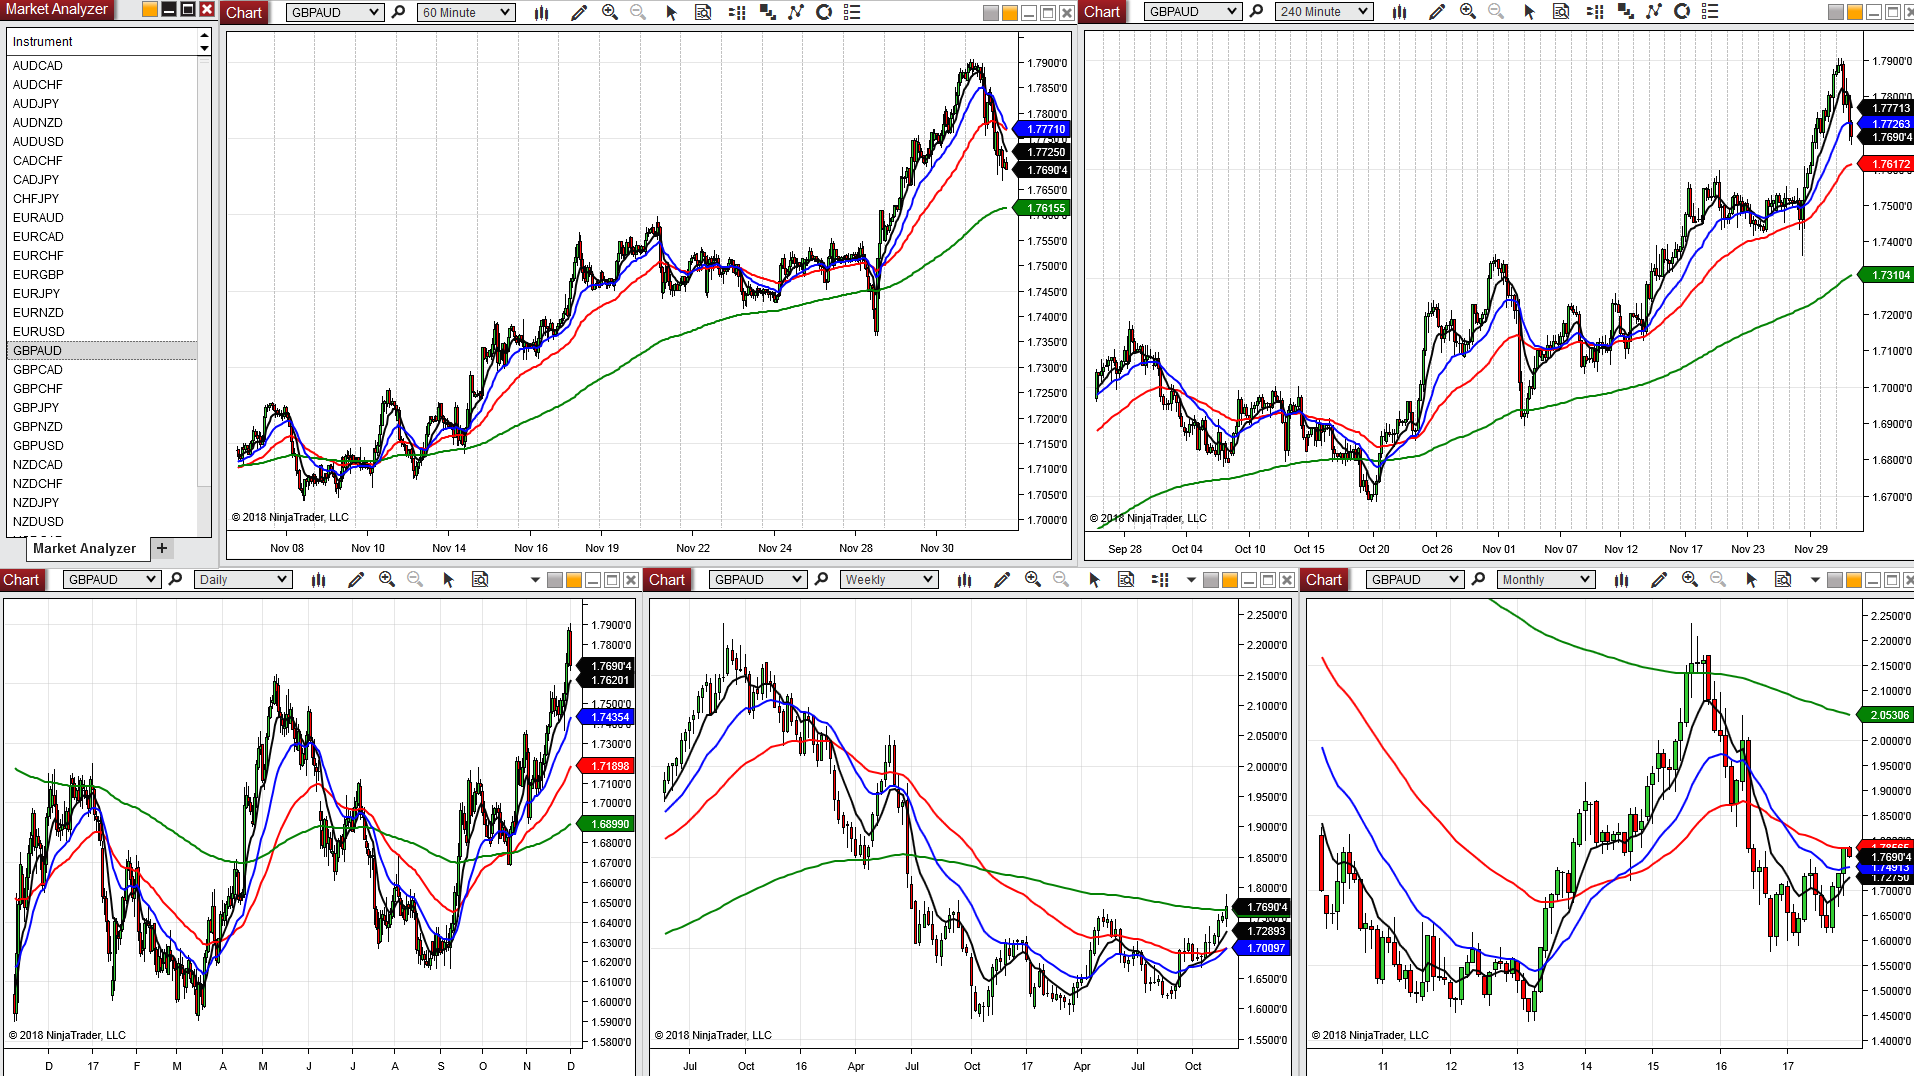 Market Analyzer
Instrument
AUDCAD
AUDCHF
AUDJPY
AUDNZD
AUDUSD
CADCHF
CADJPY
CHFJPY
EURAUD
EURCAD
EURCHF
EURGBP
EURJPY
EURNZD
EURUSD
GBPAUD
GBPCAD
GBPCHF
GBPJPY
GBPNZD
GBPUSD
NZDCAD
NZDCHF
NZDJPY
NZDUSD
Market Analyzer +
Chart GBPAUD 60 Minute
1.7900'0
1.7850'0
1.7800'0
1.77710
1.77250
1.7690'4
1.7650'0
1.76155
1.7550'0
1.7500'0
1.7450'0
1.7400'0
1.7350'0
1.7300'0
1.7250'0
1.7200'0
1.7150'0
1.7100'0
1.7050'0
1.7000'0
© 2018 NinjaTrader, LLC
Nov 08 Nov 10 Nov 14 Nov 16 Nov 19 Nov 22 Nov 24 Nov 28 Nov 30
Chart GBPAUD 240 Minute
1.7900'0
1.7800'0
1.77713
1.77263
1.7690'4
1.76172
1.7500'0
1.7400'0
1.73104
1.7200'0
1.7100'0
1.7000'0
1.6900'0
1.6800'0
1.6700'0
© 2018 NinjaTrader, LLC
Sep 28 Oct 04 Oct 10 Oct 15 Oct 20 Oct 26 Nov 01 Nov 07 Nov 12 Nov 17 Nov 23 Nov 29
Chart GBPAUD Daily
1.7900'0
1.7800'0
1.7690'4
1.76201
1.7500'0
1.74354
1.7300'0
1.71898
1.7100'0
1.7000'0
1.68990
1.6800'0
1.6700'0
1.6600'0
1.6500'0
1.6400'0
1.6300'0
1.6200'0
1.6100'0
1.6000'0
1.5900'0
1.5800'0
© 2018 NinjaTrader, LLC
D 17 F M A M J J A S O N D
Chart GBPAUD Weekly
2.2500'0
2.2000'0
2.1500'0
2.1000'0
2.0500'0
2.0000'0
1.9500'0
1.9000'0
1.8500'0
1.8000'0
1.7690'4
1.72893
1.70097
1.6500'0
1.6000'0
1.5500'0
© 2018 NinjaTrader, LLC
Jul Oct 16 Apr Jul Oct 17 Apr Jul Oct
Chart GBPAUD Monthly
2.2500'0
2.2000'0
2.1500'0
2.1000'0
2.05306
2.0000'0
1.9500'0
1.9000'0
1.8500'0
1.7690'4
1.74913
1.72750
1.7000'0
1.6500'0
1.6000'0
1.5500'0
1.5000'0
1.4500'0
1.4000'0
© 2018 NinjaTrader, LLC
11 12 13 14 15 16 17